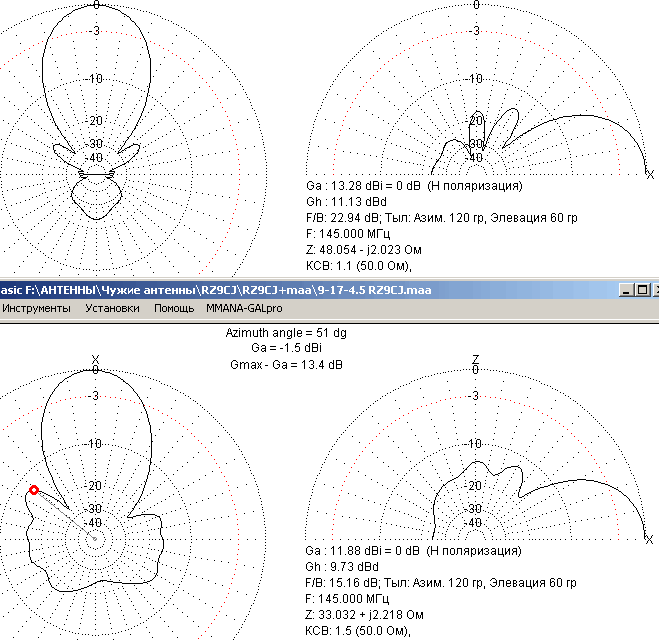 0
0
-3
-3
-10
-10
-20
-20
-30
-30
-40
-40
X
Ga : 13.28 dBi = 0 dB (H поляризация)
Gh : 11.13 dBd
F/B: 22.94 dB; Тыл: Азим. 120 гр, Элевация 60 гр
F: 145.000 МГц
Z: 48.054 - j2.023 Ом
КСВ: 1.1 (50.0 Ом),
asic F:\АНТЕННЫ\Чужие антенны\RZ9CJ\RZ9CJ+maa\9-17-4.5 RZ9CJ.maa
Инструменты Установки Помощь MMANA-GALpro
Azimuth angle = 51 dg
Ga = -1.5 dBi
Gmax - Ga = 13.4 dB
X
Z
0
0
-3
-3
-10
-10
-20
-20
-30
-30
-40
-40
X
Ga : 11.88 dBi = 0 dB (H поляризация)
Gh : 9.73 dBd
F/B: 15.16 dB; Тыл: Азим. 120 гр, Элевация 60 гр
F: 145.000 МГц
Z: 33.032 + j2.218 Ом
КСВ: 1.5 (50.0 Ом),